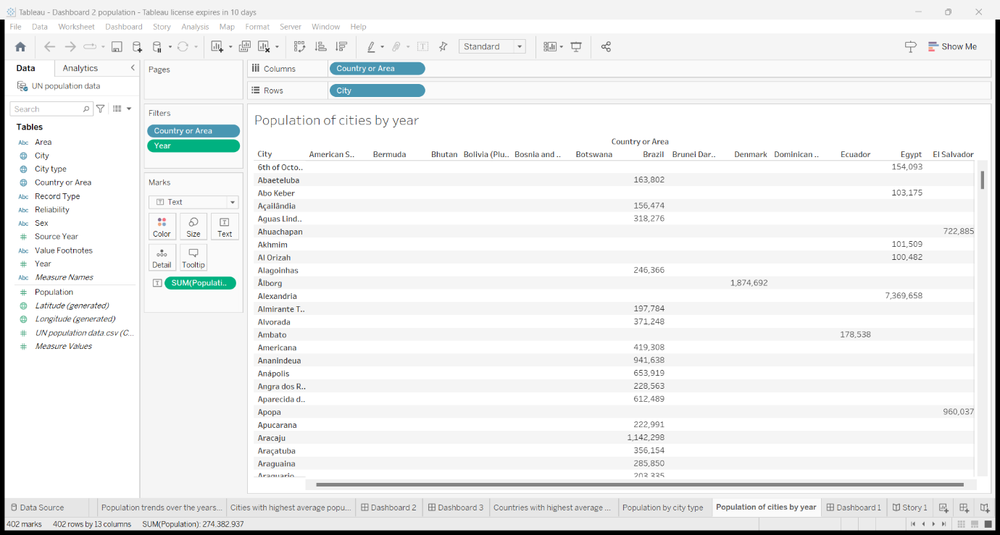 Tableau - Dashboard 2 population - Tableau license expires in 10 days
File Data Worksheet Dashboard Story Analysis Map Format Server Window Help
Standard Show Me
Data Analytics
UN population data
Search
Tables
Abc Area
City
City type
Country or Area
Abc Record Type
Abc Reliability
Abc Sex
Source Year
Abc Value Footnotes
Year
Abc Measure Names
Population
Latitude (generated)
Longitude (generated)
UN population data.csv (C...
Measure Values
Pages
Filters
Country or Area
Year
Marks
Text
Color Size Text
Detail Tooltip
SUM(Populati..
Columns Country or Area
Rows City
Population of cities by year
Country or Area
City American S.. Bermuda Bhutan Bolivia (Plu.. Bosnia and .. Botswana Brazil Brunei Dar.. Denmark Dominican .. Ecuador Egypt El Salvador
6th of Octo.. 154,093
Abaeteluba 163,802
Abo Keber 103,175
Açailândia 156,474
Aguas Lind.. 318,276
Ahuachapan 722,885
Akhmim 101,509
Al Orizah 100,482
Alagoinhas 246,366
Ålborg 1,874,692
Alexandria 7,369,658
Almirante T.. 197,784
Alvorada 371,248
Ambato 178,538
Americana 419,308
Ananindeua 941,638
Anápolis 653,919
Angra dos R.. 228,563
Aparecida d.. 612,489
Apopa 960,037
Apucarana 222,991
Aracaju 1,142,298
Araçatuba 356,154
Araguaina 285,850
Araguario 203,335
Data Source Population trends over the years... Cities with highest average popu... Dashboard 2 Dashboard 3 Countries with highest average ... Population by city type Population of cities by year Dashboard 1 Story 1
402 marks 402 rows by 13 columns SUM(Population): 274.382.937